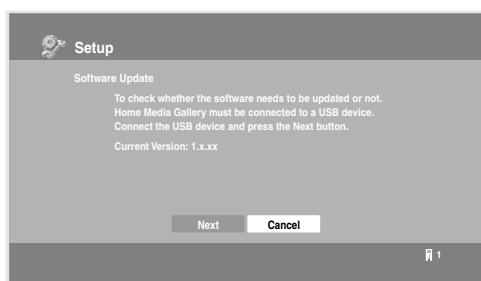 Setup
Software Update
To check whether the software needs to be updated or not.
Home Media Gallery must be connected to a USB device.
Connect the USB device and press the Next button.
Current Version: 1.x.xx
Next Cancel
1